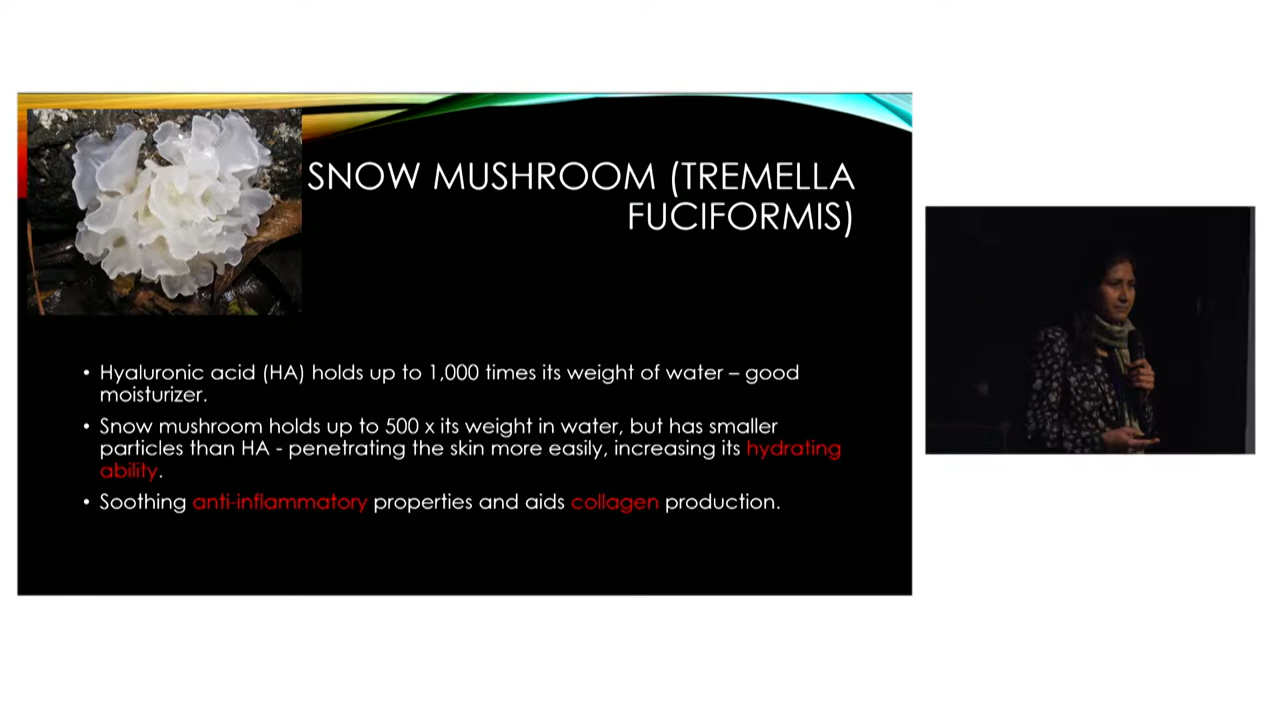 SNOW MUSHROOM (TREMELLA
FUCIFORMIS)
• Hyaluronic acid (HA) holds up to 1,000 times its weight of water – good
moisturizer.
• Snow mushroom holds up to 500 x its weight in water, but has smaller
particles than HA - penetrating the skin more easily, increasing its hydrating
ability.
• Soothing anti-inflammatory properties and aids collagen production.